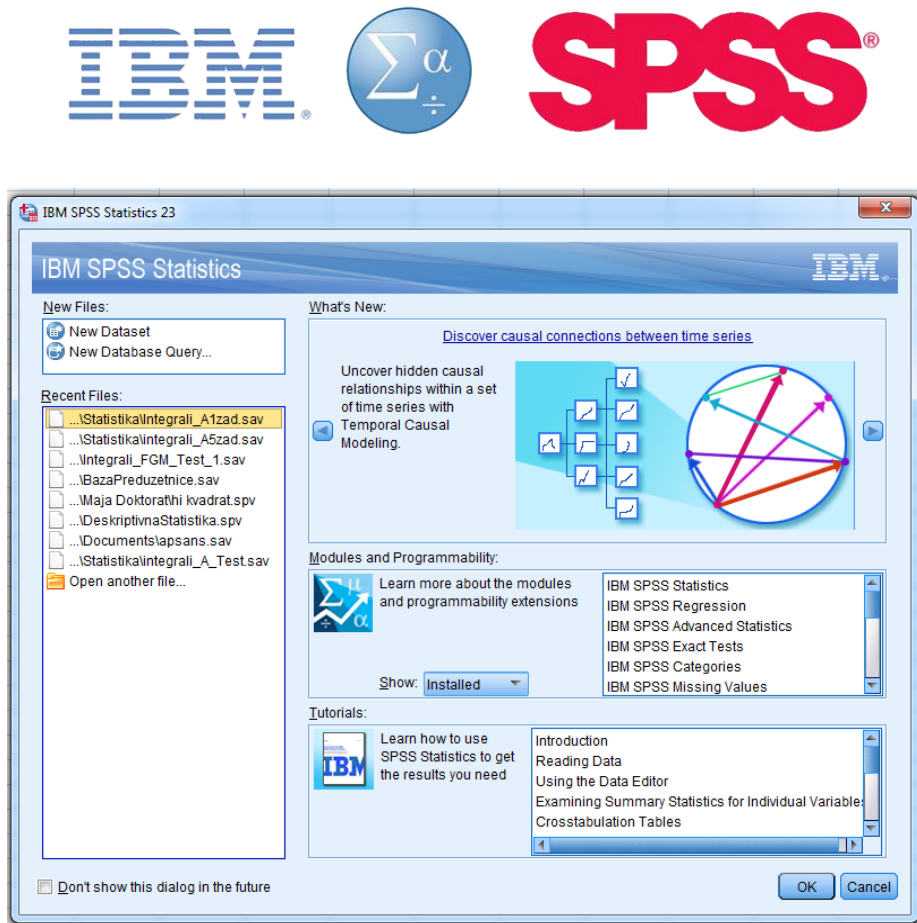 IBM®
Σα÷
SPSS®
IBM SPSS Statistics 23
IBM SPSS Statistics
IBM®
New Files:
New Dataset
New Database Query...
Recent Files:
...\Statistika\Integrali_A1zad.sav
...\Statistika\integrali_A5zad.sav
...\Integrali_FGM_Test_1.sav
...\BazaPreduzetnice.sav
...\Maja Doktorat\hi kvadrat.spv
...\DeskriptivnaStatistika.spv
...\Documents\apsans.sav
...\Statistika\integrali_A_Test.sav
Open another file...
What's New:
Discover causal connections between time series
Uncover hidden causal
relationships within a set
of time series with
Temporal Causal
Modeling.
Modules and Programmability:
Σμ÷α
Learn more about the modules
and programmability extensions
Show: Installed
IBM SPSS Statistics
IBM SPSS Regression
IBM SPSS Advanced Statistics
IBM SPSS Exact Tests
IBM SPSS Categories
IBM SPSS Missing Values
Tutorials:
IBM
Learn how to use
SPSS Statistics to get
the results you need
Introduction
Reading Data
Using the Data Editor
Examining Summary Statistics for Individual Variable
Crosstabulation Tables
Don't show this dialog in the future
OK
Cancel